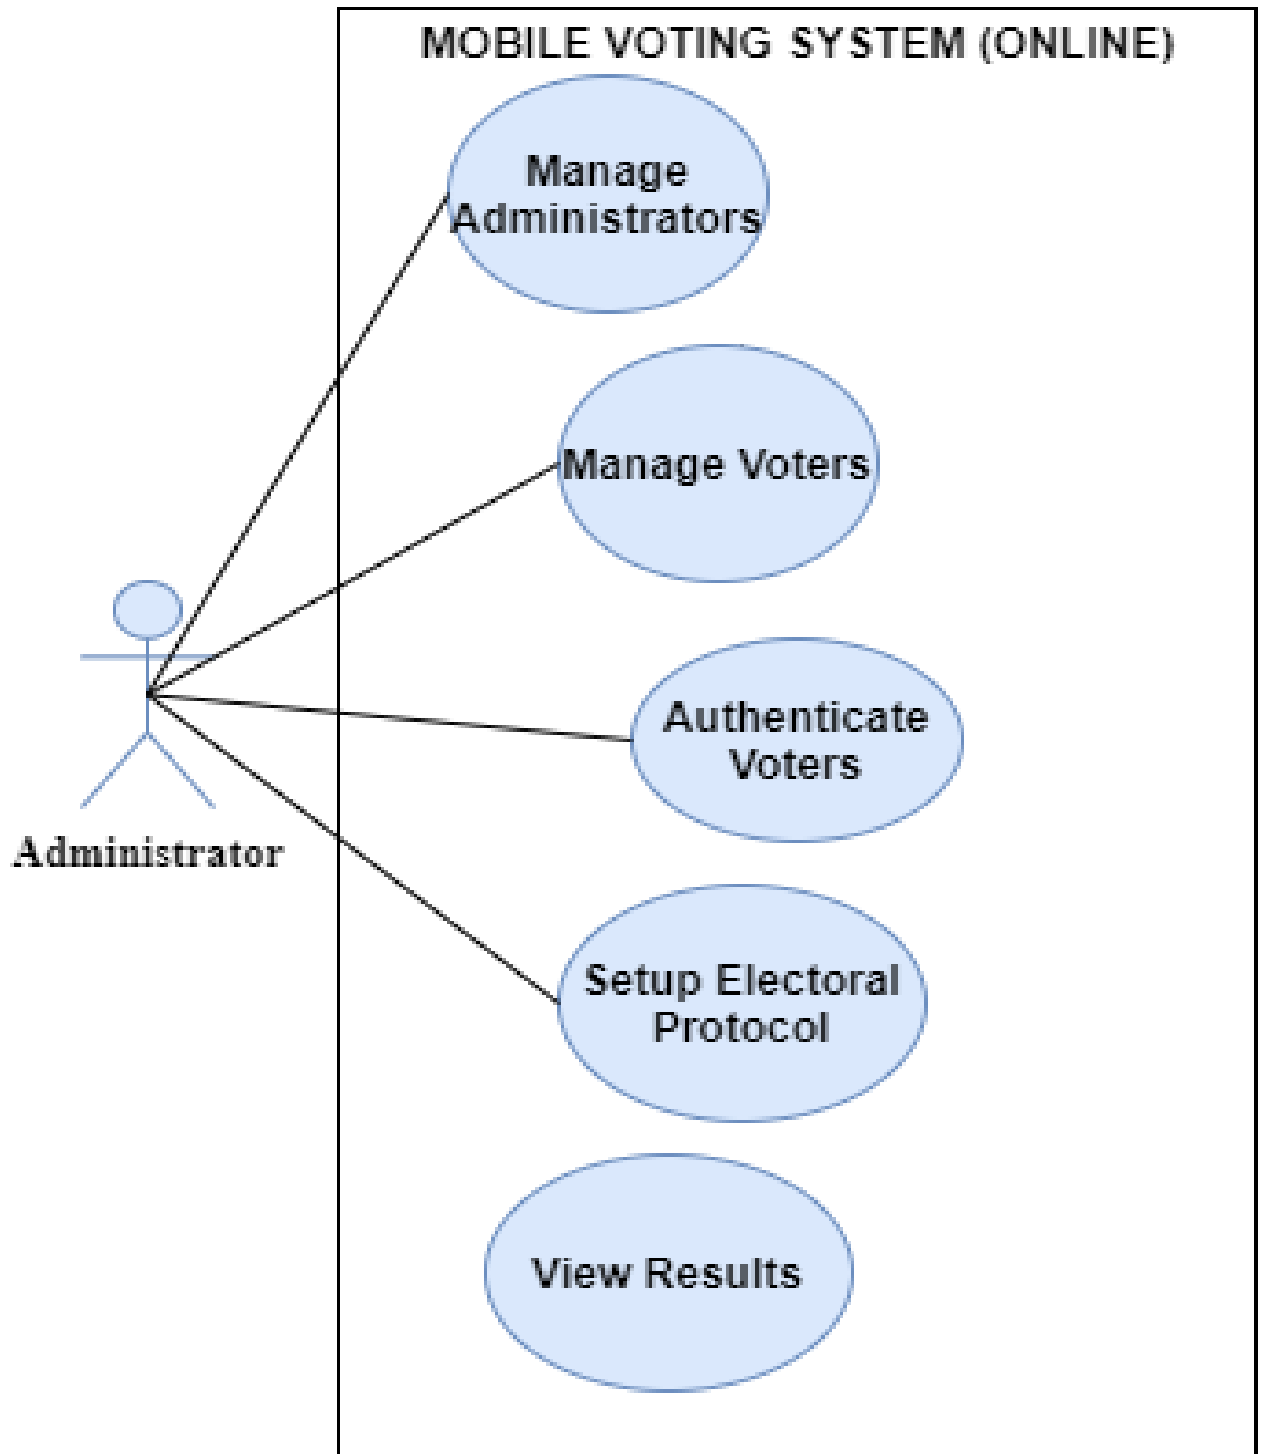 MOBILE VOTING SYSTEM (ONLINE)
Manage
Administrators
Manage Voters
Authenticate
Voters
Administrator
Setup Electoral
Protocol
View Results